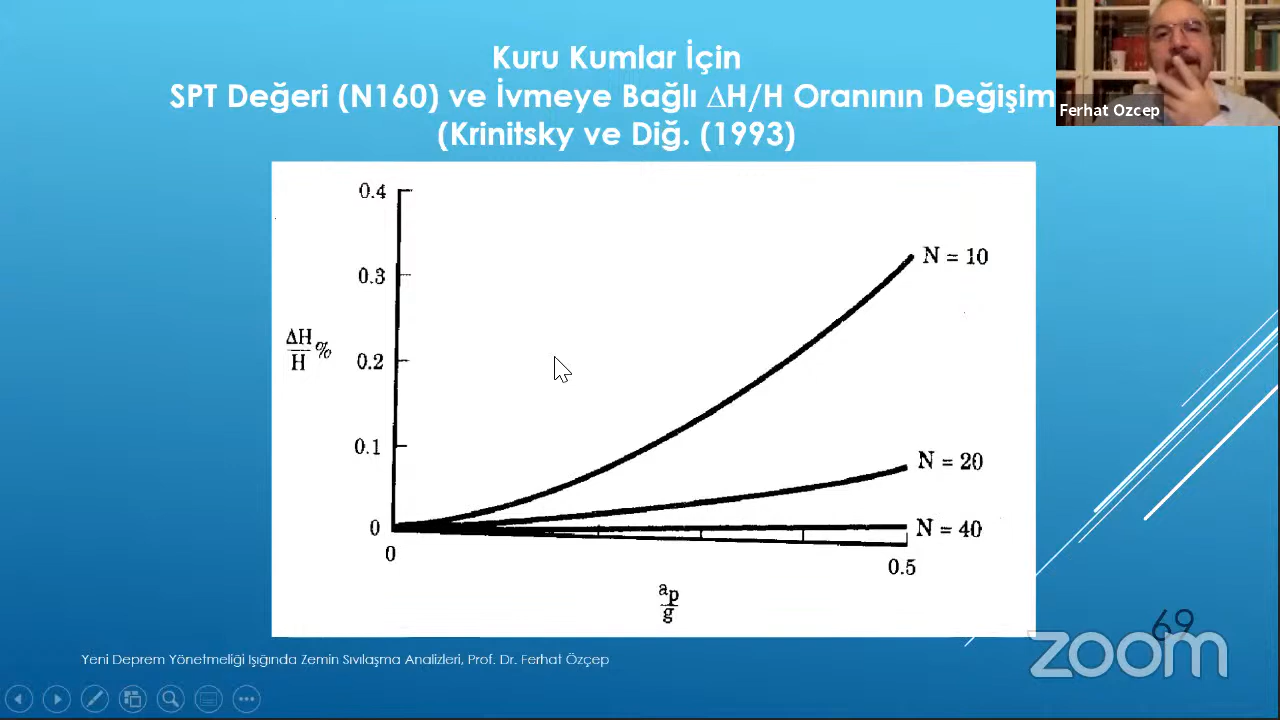 Kuru Kumlar İçin
SPT Değeri (N160) ve İvmeye Bağlı ∆H/H Oranının Değişim
(Krinitsky ve Diğ. (1993)
Ferhat Ozcep
0.4
0.3
0.2
0.1
0
ΔH
H
%
N = 10
N = 20
N = 40
0
0.5
ap
g
69
zoom
Yeni Deprem Yönetmeliği Işığında Zemin Sıvılaşma Analizleri, Prof. Dr. Ferhat Özçep